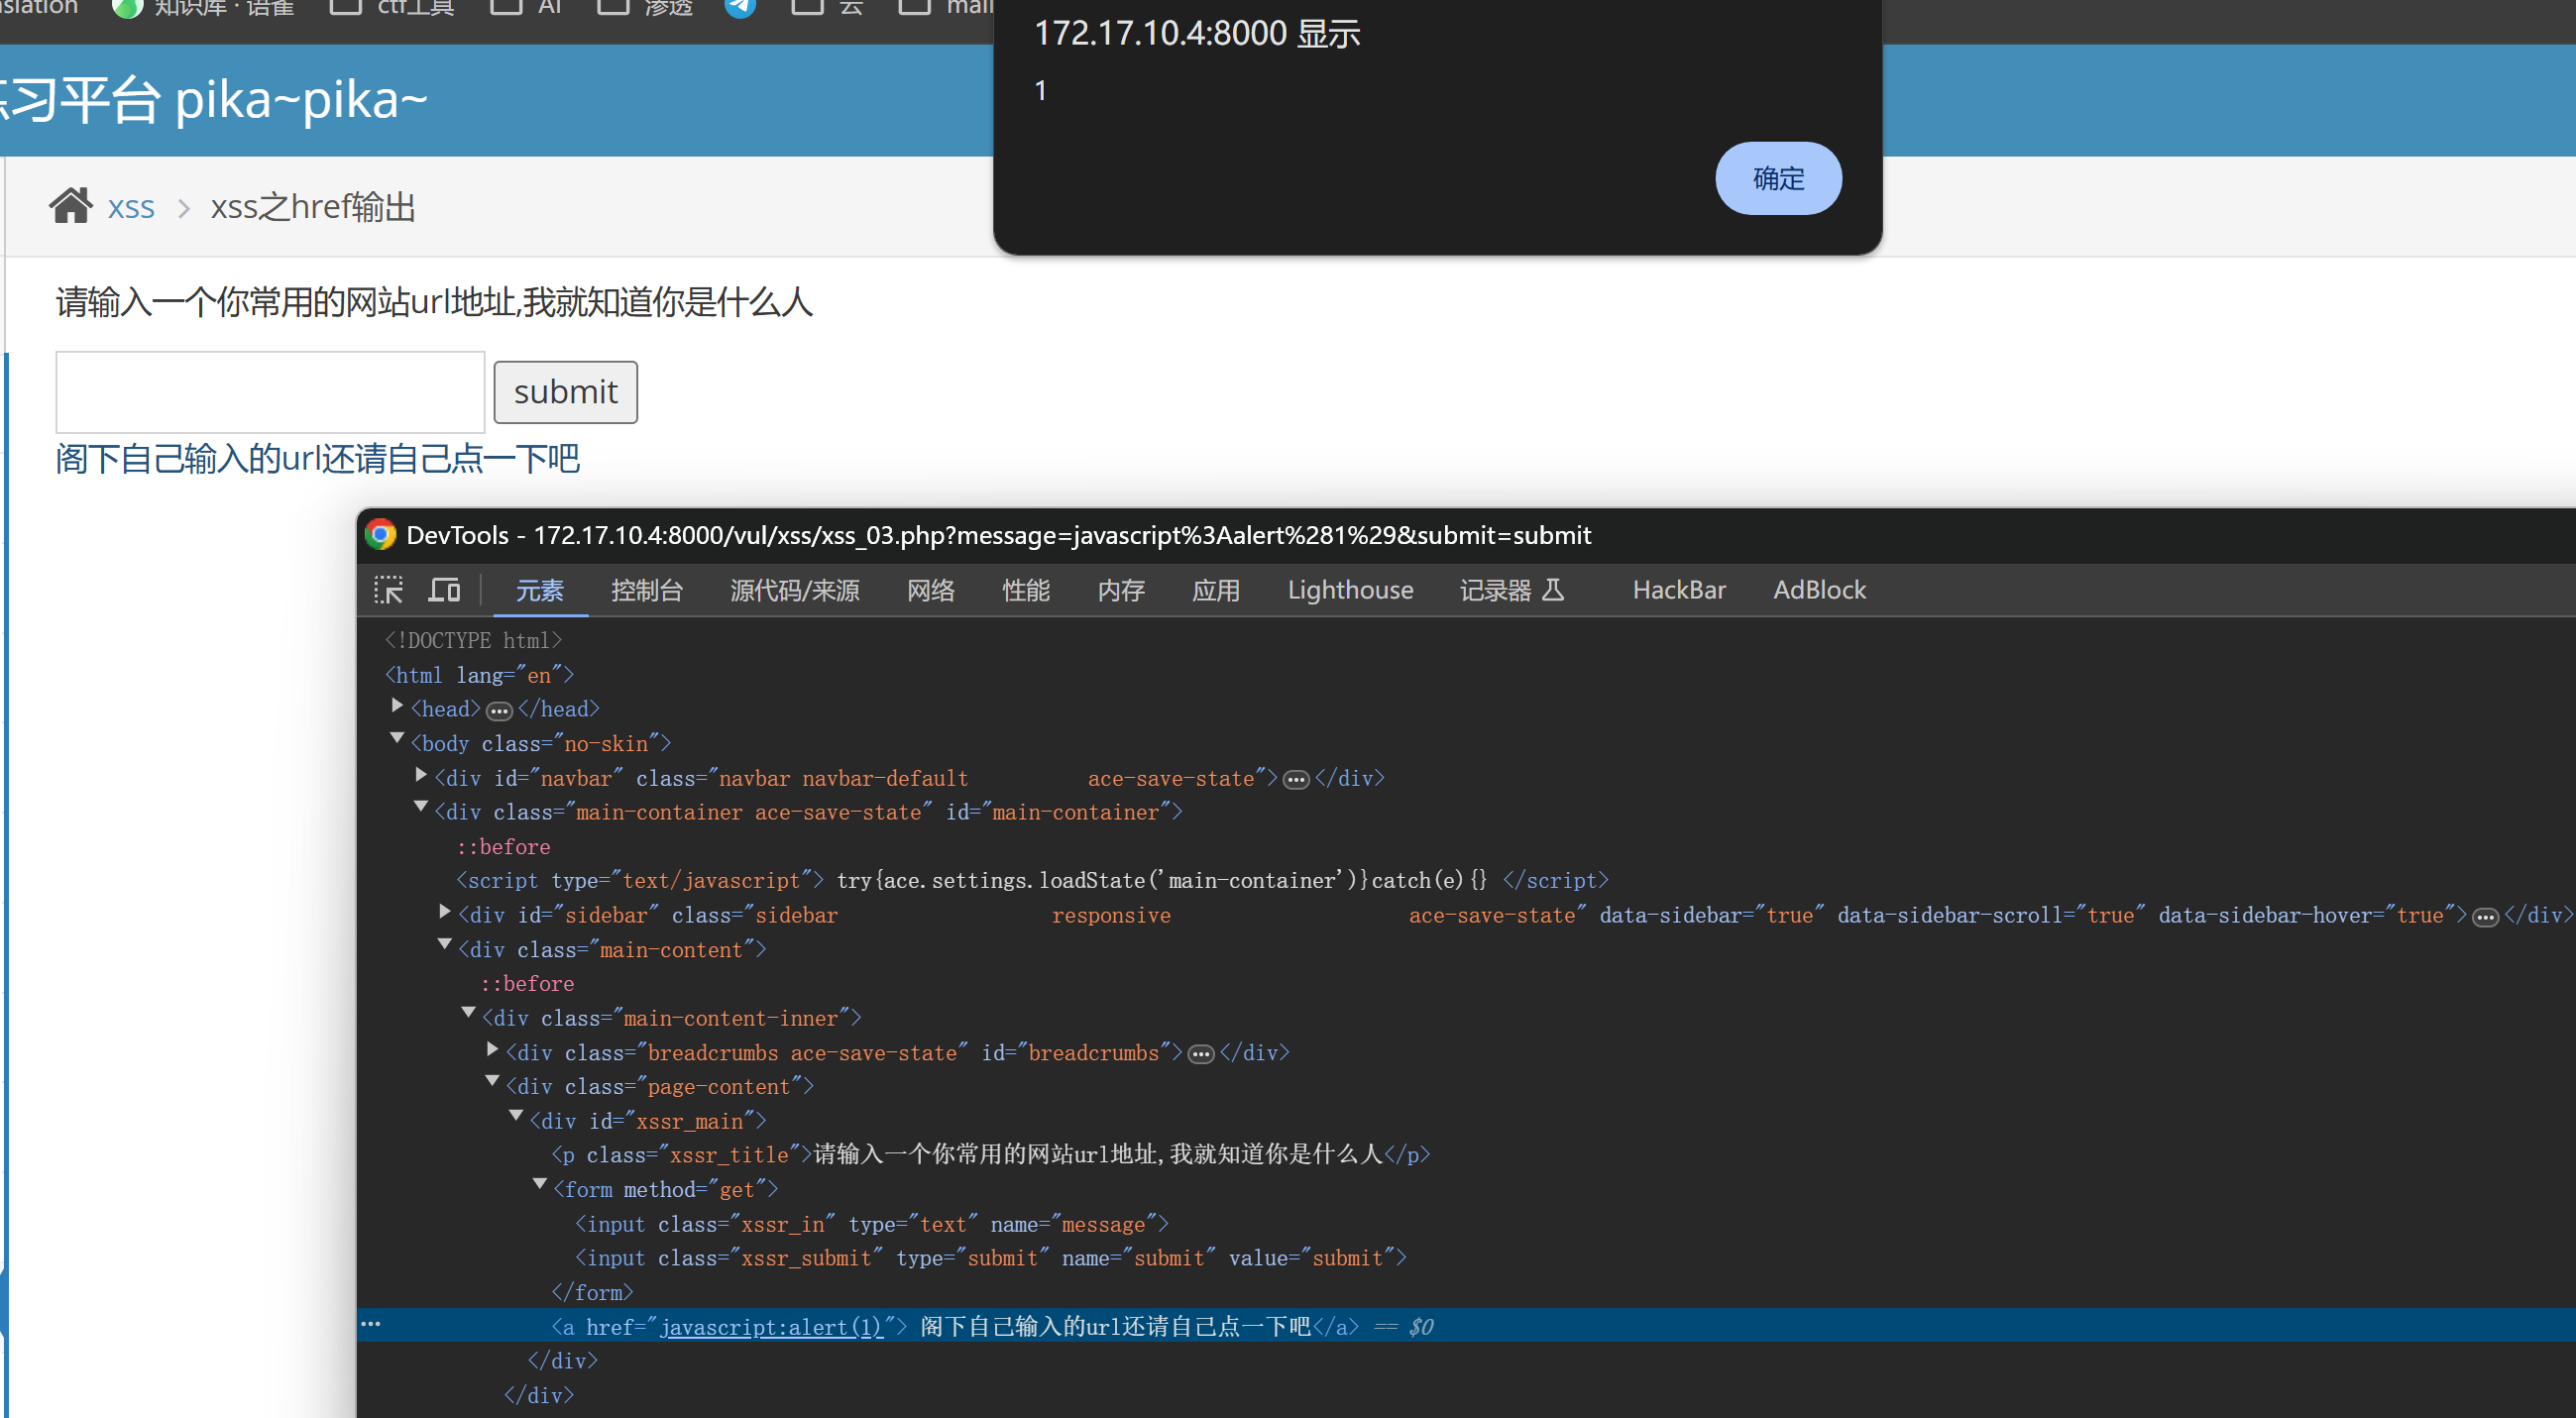 知识库 · 语雀 ctf工具 AI 渗透 云
172.17.10.4:8000 显示
1
确定
习平台 pika~pika~
xss > xss之href输出
请输入一个你常用的网站url地址,我就知道你是什么人
submit
阁下自己输入的url还请自己点一下吧
DevTools - 172.17.10.4:8000/vul/xss/xss_03.php?message=javascript%3Aalert%281%29&submit=submit
元素 控制台 源代码/来源 网络 性能 内存 应用 Lighthouse 记录器 HackBar AdBlock
<!DOCTYPE html>
<html lang="en">
<head>…</head>
<body class="no-skin">
<div id="navbar" class="navbar navbar-default ace-save-state">…</div>
<div class="main-container ace-save-state" id="main-container">
::before
<script type="text/javascript"> try{ace.settings.loadState('main-container')}catch(e){} </script>
<div id="sidebar" class="sidebar responsive ace-save-state" data-sidebar="true" data-sidebar-scroll="true" data-sidebar-hover="true">…</div>
<div class="main-content">
::before
<div class="main-content-inner">
<div class="breadcrumbs ace-save-state" id="breadcrumbs">…</div>
<div class="page-content">
<div id="xssr_main">
<p class="xssr_title">请输入一个你常用的网站url地址,我就知道你是什么人</p>
<form method="get">
<input class="xssr_in" type="text" name="message">
<input class="xssr_submit" type="submit" name="submit" value="submit">
</form>
<a href="javascript:alert(1)"> 阁下自己输入的url还请自己点一下吧</a> == $0
</div>
</div>